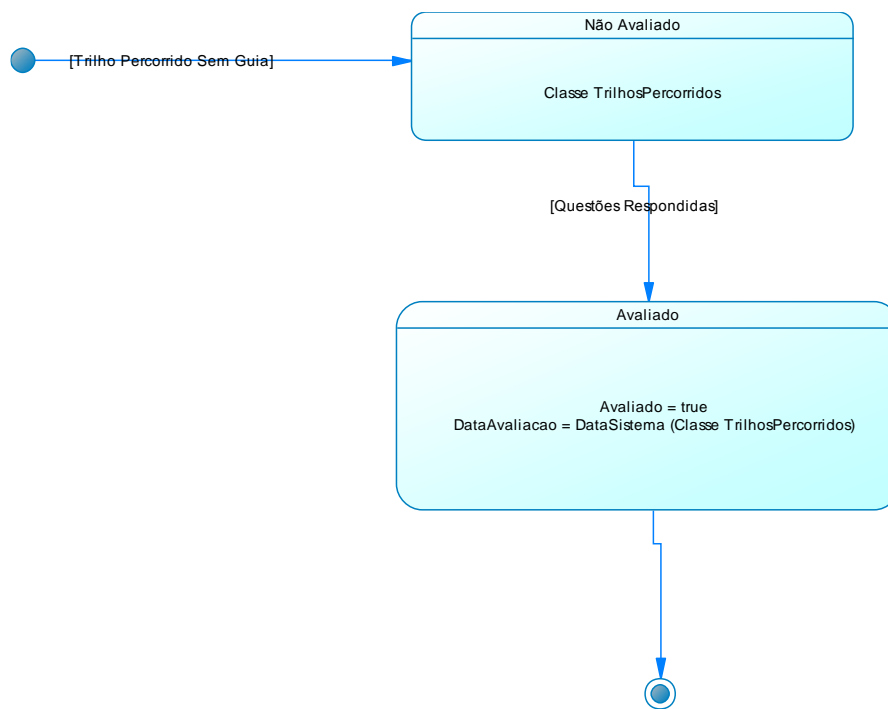 Não Avaliado
[Trilho Percorrido Sem Guia]
Classe TrilhosPercorridos
[Questões Respondidas]
Avaliado
Avaliado = true
DataAvaliacao = DataSistema (Classe TrilhosPercorridos)